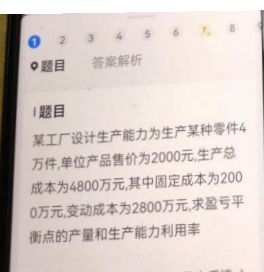 1 2 3 4 5 6 7 8
题目 答案解析
题目
某工厂设计生产能力为生产某种零件4
万件,单位产品售价为2000元,生产总
成本为4800万元,其中固定成本为200
0万元,变动成本为2800万元,求盈亏平
衡点的产量和生产能力利用率